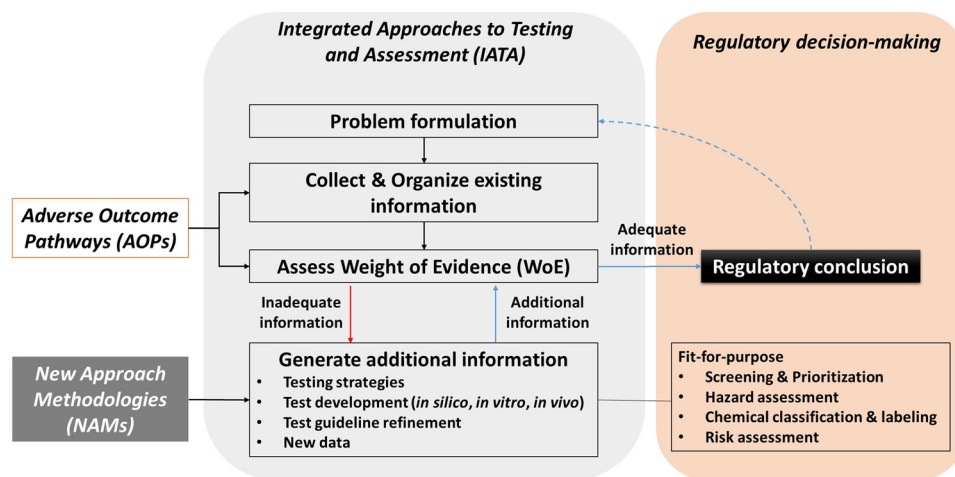 Integrated Approaches to Testing
and Assessment (IATA)
Regulatory decision-making
Problem formulation
Collect & Organize existing
information
Adverse Outcome
Pathways (AOPs)
Assess Weight of Evidence (WoE)
Adequate
information
Regulatory conclusion
Inadequate
information
Additional
information
New Approach
Methodologies
(NAMs)
Generate additional information
• Testing strategies
• Test development (in silico, in vitro, in vivo)
• Test guideline refinement
• New data
Fit-for-purpose
• Screening & Prioritization
• Hazard assessment
• Chemical classification & labeling
• Risk assessment